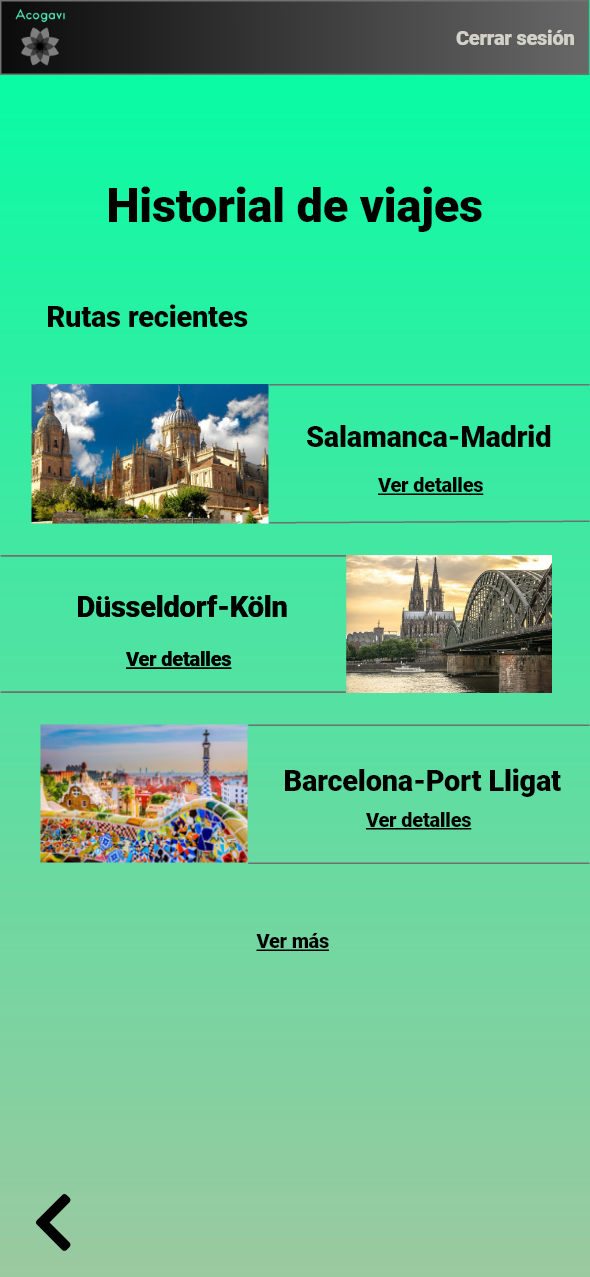 Acogavi
Cerrar sesión
Historial de viajes
Rutas recientes
Salamanca-Madrid
Ver detalles
Düsseldorf-Köln
Ver detalles
Barcelona-Port Lligat
Ver detalles
Ver más